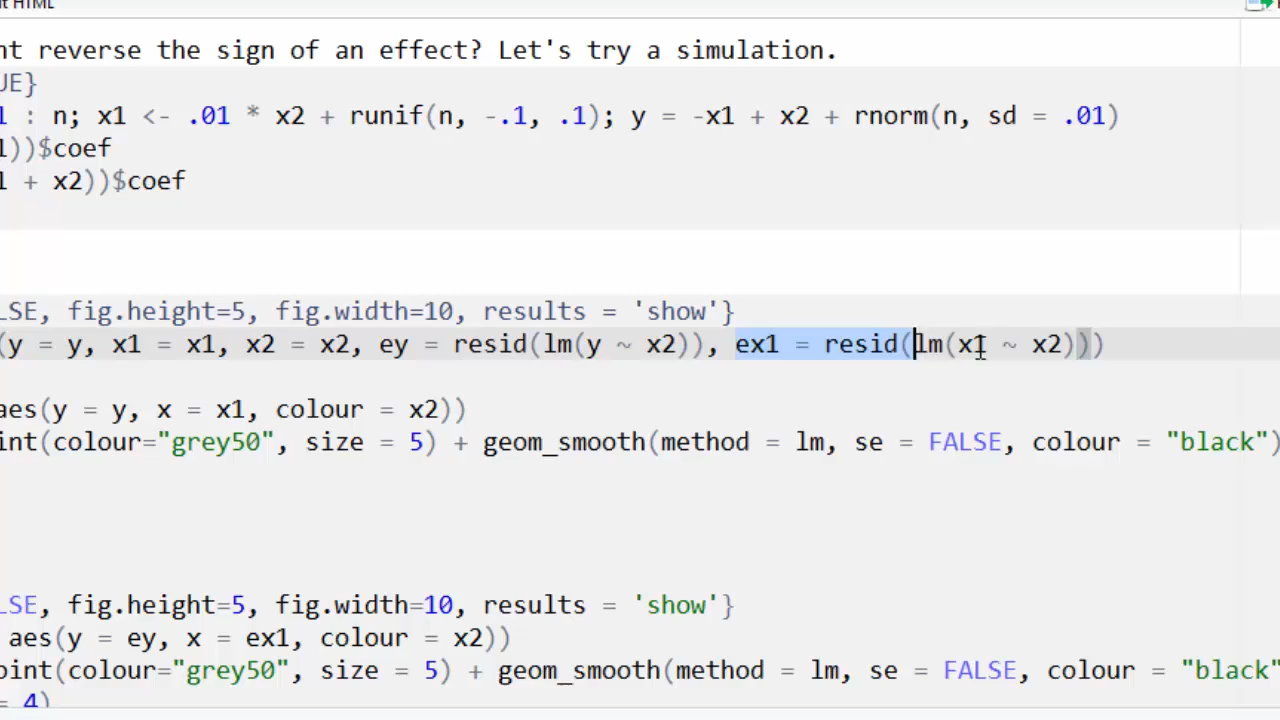 nt HTML
nt reverse the sign of an effect? Let's try a simulation.
UE}
1 : n; x1 <- .01 * x2 + runif(n, -.1, .1); y = -x1 + x2 + rnorm(n, sd = .01)
1))$coef
1 + x2))$coef
LSE, fig.height=5, fig.width=10, results = 'show'}
(y = y, x1 = x1, x2 = x2, ey = resid(lm(y ~ x2)), ex1 = resid(lm(x1 ~ x2)))
aes(y = y, x = x1, colour = x2))
int(colour="grey50", size = 5) + geom_smooth(method = lm, se = FALSE, colour = "black")
LSE, fig.height=5, fig.width=10, results = 'show'}
aes(y = ey, x = ex1, colour = x2))
oint(colour="grey50", size = 5) + geom_smooth(method = lm, se = FALSE, colour = "black"
= 4)